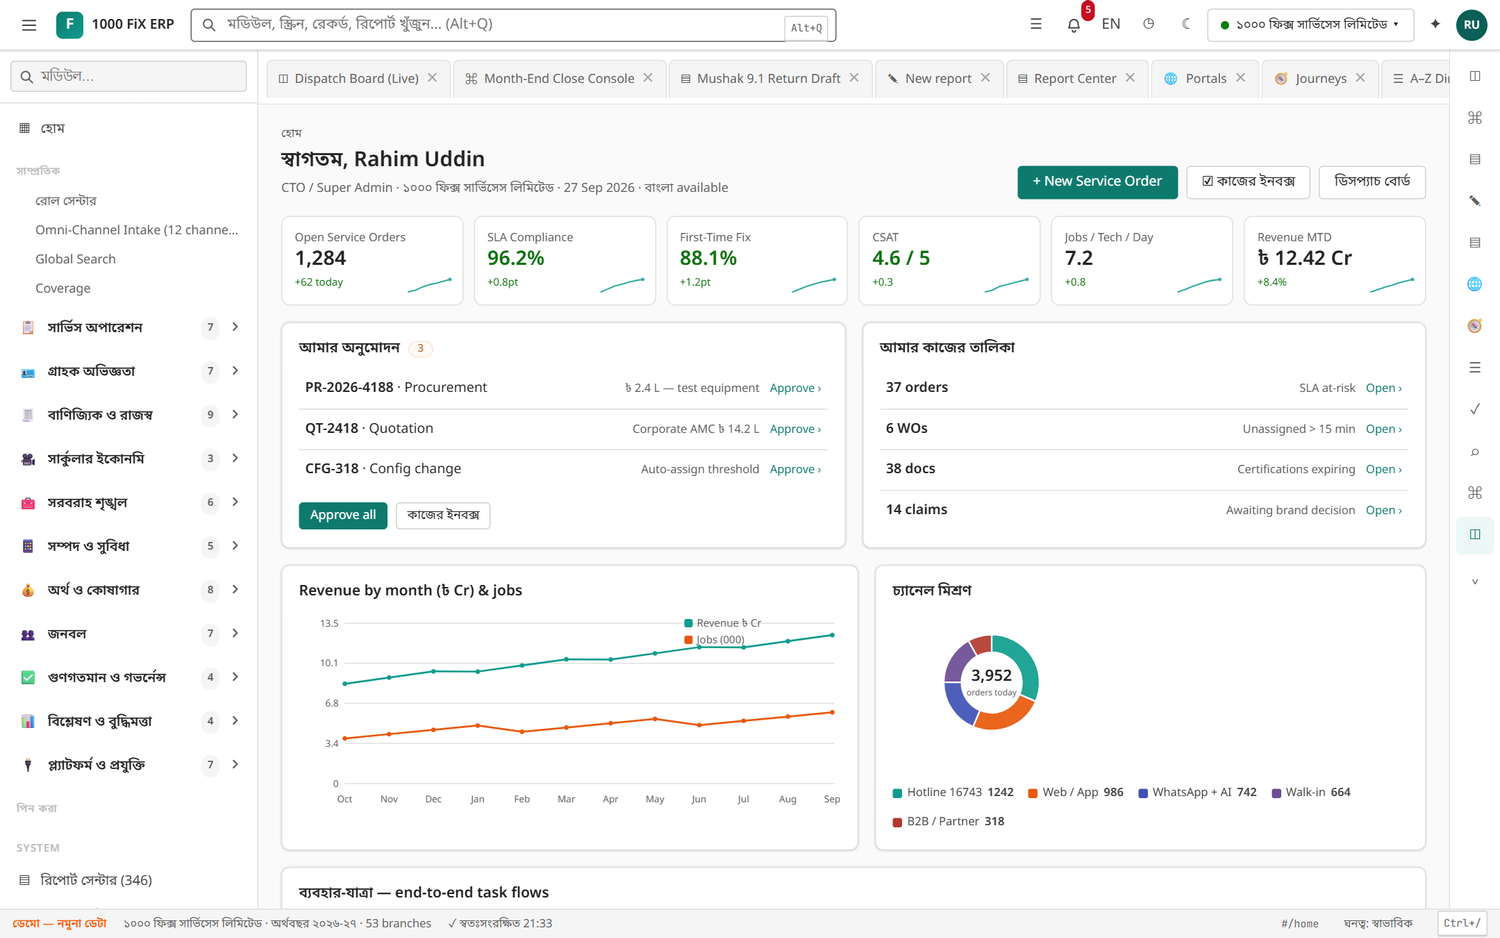 F 1000 FiX ERP
মডিউল, স্ক্রিন, রেকর্ড, রিপোর্ট খুঁজুন... (Alt+Q) Alt+Q
5 EN ১০০০ ফিক্স সার্ভিসেস লিমিটেড RU
মডিউল...
Dispatch Board (Live) Month-End Close Console Mushak 9.1 Return Draft New report Report Center Portals Journeys A–Z Dir
হোম
সাম্প্রতিক
রোল সেন্টার
Omni-Channel Intake (12 channe...
Global Search
Coverage
সার্ভিস অপারেশন 7
গ্রাহক অভিজ্ঞতা 7
বাণিজ্যিক ও রাজস্ব 9
সার্কুলার ইকোনমি 3
সরবরাহ শৃঙ্খল 6
সম্পদ ও সুবিধা 5
অর্থ ও কোষাগার 8
জনবল 7
গুণগতমান ও গভর্নেন্স 4
বিশ্লেষণ ও বুদ্ধিমত্তা 4
প্ল্যাটফর্ম ও প্রযুক্তি 7
পিন করা
SYSTEM
রিপোর্ট সেন্টার (346)
হোম
স্বাগতম, Rahim Uddin
CTO / Super Admin · ১০০০ ফিক্স সার্ভিসেস লিমিটেড · 27 Sep 2026 · বাংলা available
+ New Service Order কাজের ইনবক্স ডিসপ্যাচ বোর্ড
Open Service Orders
1,284
+62 today
SLA Compliance
96.2%
+0.8pt
First-Time Fix
88.1%
+1.2pt
CSAT
4.6 / 5
+0.3
Jobs / Tech / Day
7.2
+0.8
Revenue MTD
৳ 12.42 Cr
+8.4%
আমার অনুমোদন 3
PR-2026-4188 · Procurement ৳ 2.4 L — test equipment Approve ›
QT-2418 · Quotation Corporate AMC ৳ 14.2 L Approve ›
CFG-318 · Config change Auto-assign threshold Approve ›
Approve all কাজের ইনবক্স
আমার কাজের তালিকা
37 orders SLA at-risk Open ›
6 WOs Unassigned > 15 min Open ›
38 docs Certifications expiring Open ›
14 claims Awaiting brand decision Open ›
Revenue by month (৳ Cr) & jobs
Revenue ৳ Cr
Jobs (000)
13.5
10.1
6.8
3.4
0
Oct Nov Dec Jan Feb Mar Apr May Jun Jul Aug Sep
চ্যানেল মিশ্রণ
3,952
orders today
Hotline 16743 1242 Web / App 986 WhatsApp + AI 742 Walk-in 664
B2B / Partner 318
ব্যবহার-যাত্রা — end-to-end task flows
ডেমো — নমুনা ডেটা ১০০০ ফিক্স সার্ভিসেস লিমিটেড · অর্থবছর ২০২৬-২৭ · 53 branches ✓ স্বতঃসংরক্ষিত 21:33 #/home ঘনত্ব: স্বাভাবিক Ctrl+/